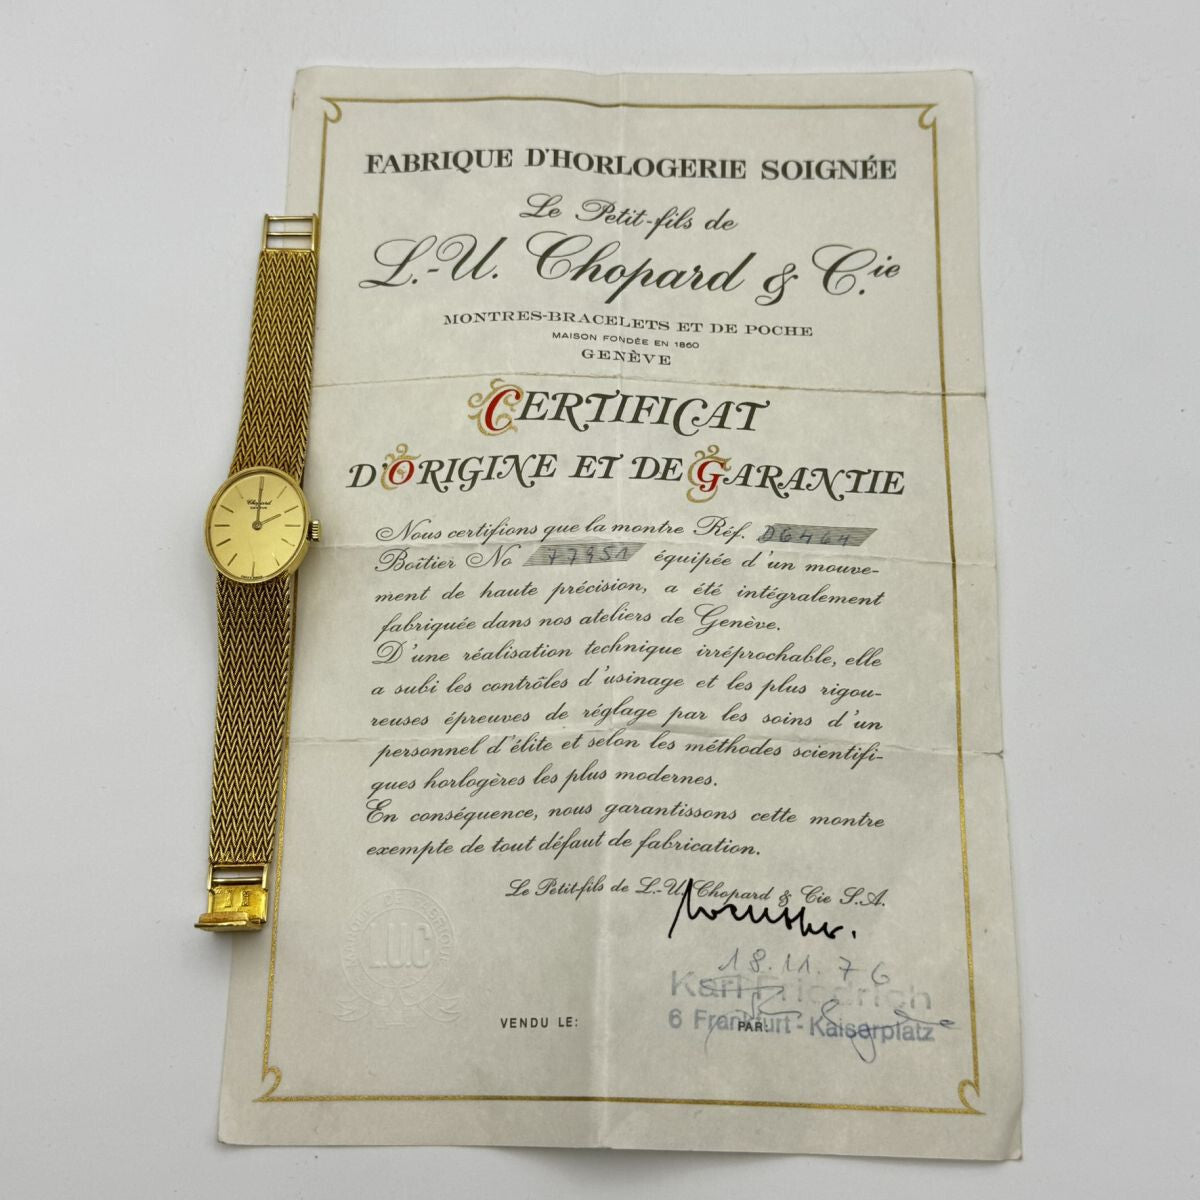 FABRIQUE D'HORLOGERIE SOIGNÉE
Le Petit-fils de
L.-U. Chopard & C.ie
MONTRES-BRACELETS ET DE POCHE
MAISON FONDÉE EN 1860
GENÈVE
CERTIFICAT
D'ORIGINE ET DE GARANTIE
Nous certifions que la montre Réf. D6461
Boîtier No 77951 équipée d'un mouve-
ment de haute précision, a été intégralement
fabriquée dans nos ateliers de Genève.
D'une réalisation technique irréprochable, elle
a subi les contrôles d'usinage et les plus rigou-
reuses épreuves de réglage par les soins d'un
personnel d'élite et selon les méthodes scientifi-
ques horlogères les plus modernes.
En conséquence, nous garantissons cette montre
exempte de tout défaut de fabrication.
Le Petit-fils de L.-U. Chopard & Cie S.A.
18.11.76
Karl Friedrich
6 Frankfurt - Kaiserplatz
VENDU LE:
PAR:
L.U.C
Chopard
GENEVE